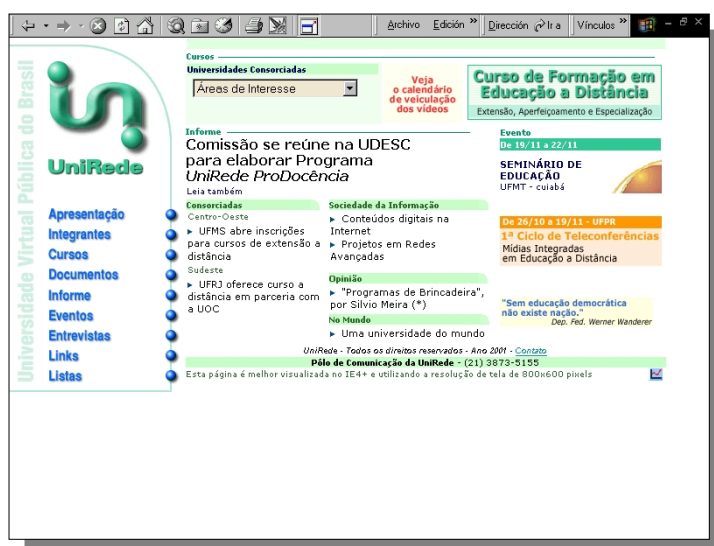 Archivo Edición » Dirección Ir a Vínculos »
Universidade Virtual Pública do Brasil
UniRede
Apresentação
Integrantes
Cursos
Documentos
Informe
Eventos
Entrevistas
Links
Listas
Cursos
Universidades Consorciadas
Áreas de Interesse
Veja
o calendário
de veiculação
dos vídeos
Curso de Formação em
Educação a Distância
Extensão, Aperfeiçoamento e Especialização
Informe
Comissão se reúne na UDESC
para elaborar Programa
UniRede ProDocência
Leia também
Consorciadas
Centro-Oeste
UFMS abre inscrições
para cursos de extensão a
distância
Sudeste
UFRJ oferece curso a
distância em parceria com
a UOC
Sociedade da Informação
Conteúdos digitais na
Internet
Projetos em Redes
Avançadas
Opinião
"Programas de Brincadeira",
por Silvio Meira (*)
No Mundo
Uma universidade do mundo
Evento
De 19/11 a 22/11
SEMINÁRIO DE
EDUCAÇÃO
UFMT - cuiabá
De 26/10 a 19/11 - UFPR
1ª Ciclo de Teleconferências
Mídias Integradas
em Educação a Distância
"Sem educação democrática
não existe nação."
Dep. Fed. Werner Wanderer
UniRede - Todos os direitos reservados - Ano 2001 - Contato
Pólo de Comunicação da UniRede - (21) 3873-5155
Esta página é melhor visualizada no IE4+ e utilizando a resolução de tela de 800x600 pixels